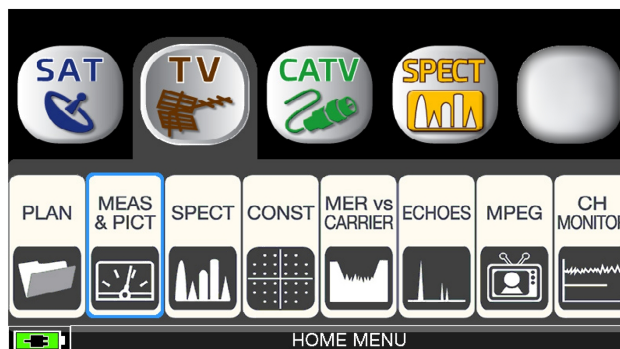 SAT
TV
CATV
SPECT
PLAN
MEAS
& PICT
SPECT
CONST
MER vs
CARRIER
ECHOES
MPEG
CH
MONITO
HOME MENU